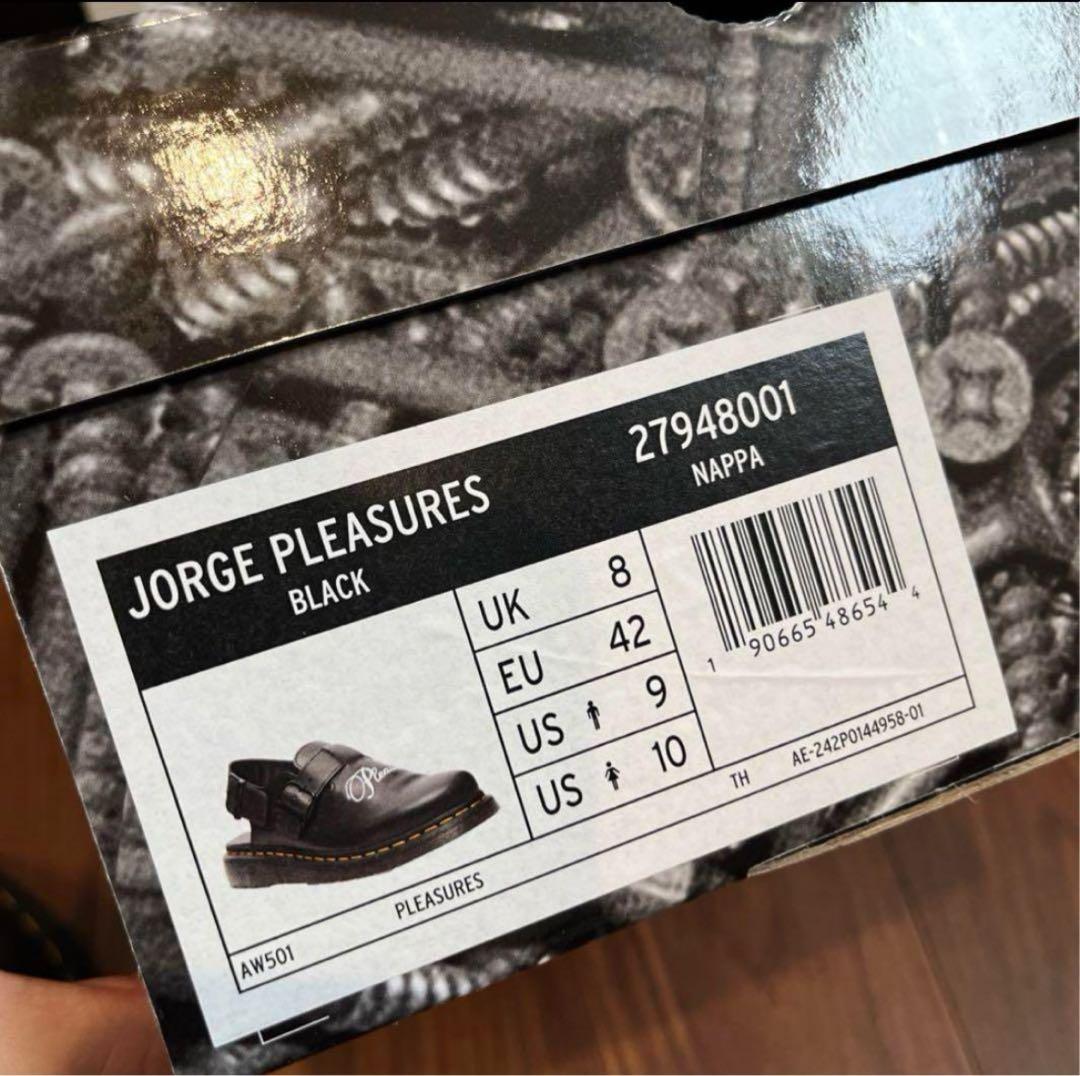 JORGE PLEASURES
BLACK
27948001
NAPPA
UK 8
EU 42
US 9
US 10
1 90665 48654 4
TH AE-242P0144958-01
PLEASURES
AW501